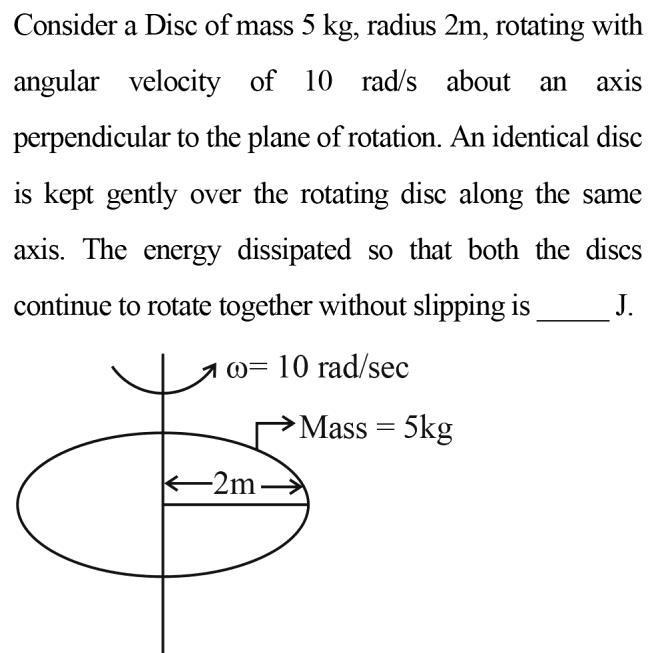 Consider a Disc of mass 5 kg, radius 2m, rotating with
angular velocity of 10 rad/s about an axis
perpendicular to the plane of rotation. An identical disc
is kept gently over the rotating disc along the same
axis. The energy dissipated so that both the discs
continue to rotate together without slipping is _____ J.
ω= 10 rad/sec
Mass = 5kg
2m